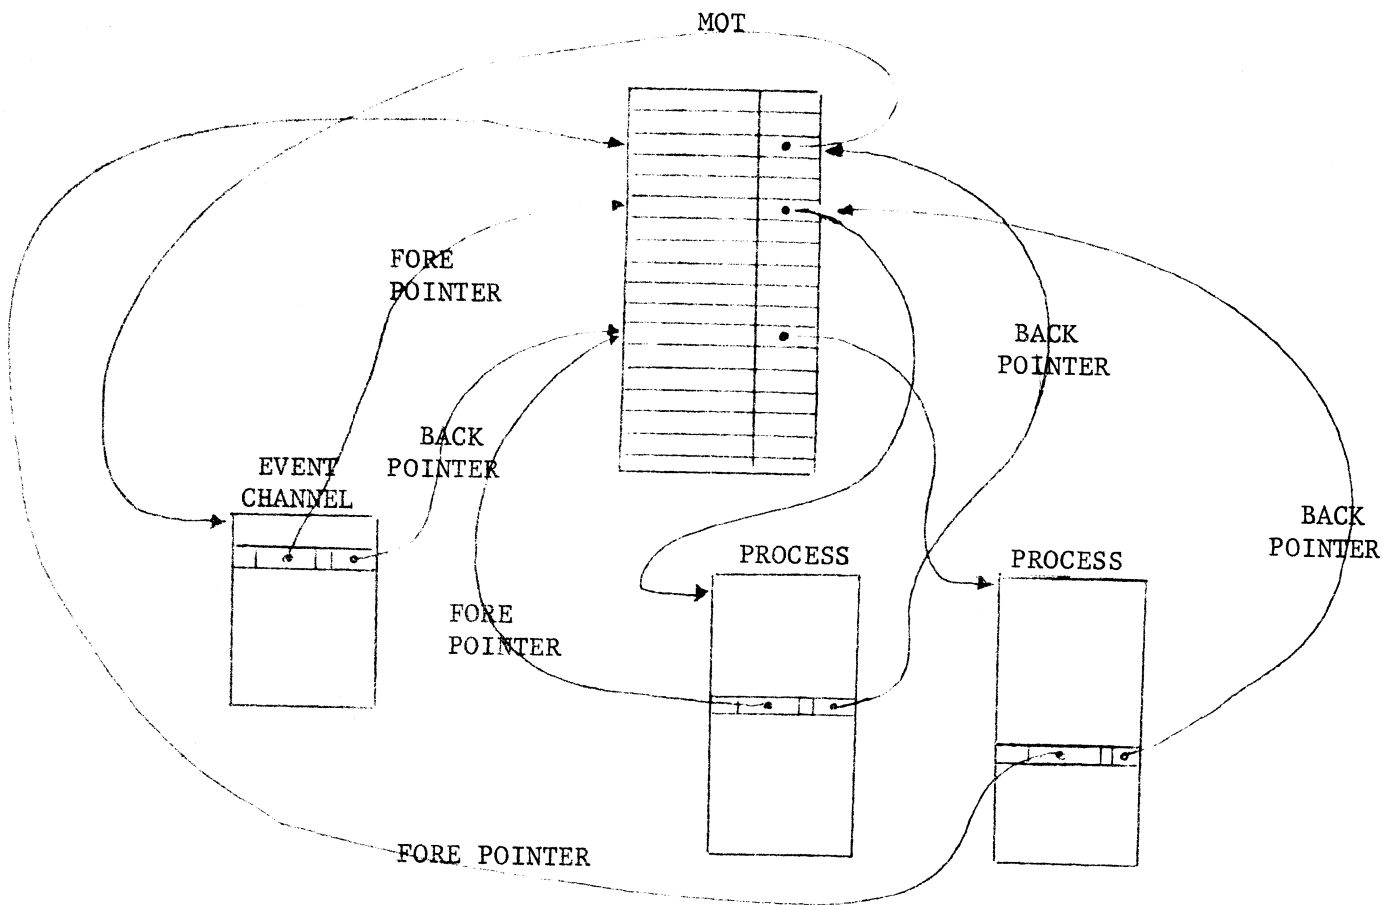 MOT
FORE
POINTER
BACK
POINTER
BACK
POINTER
EVENT
CHANNEL
BACK
POINTER
PROCESS
PROCESS
FORE
POINTER
FORE POINTER